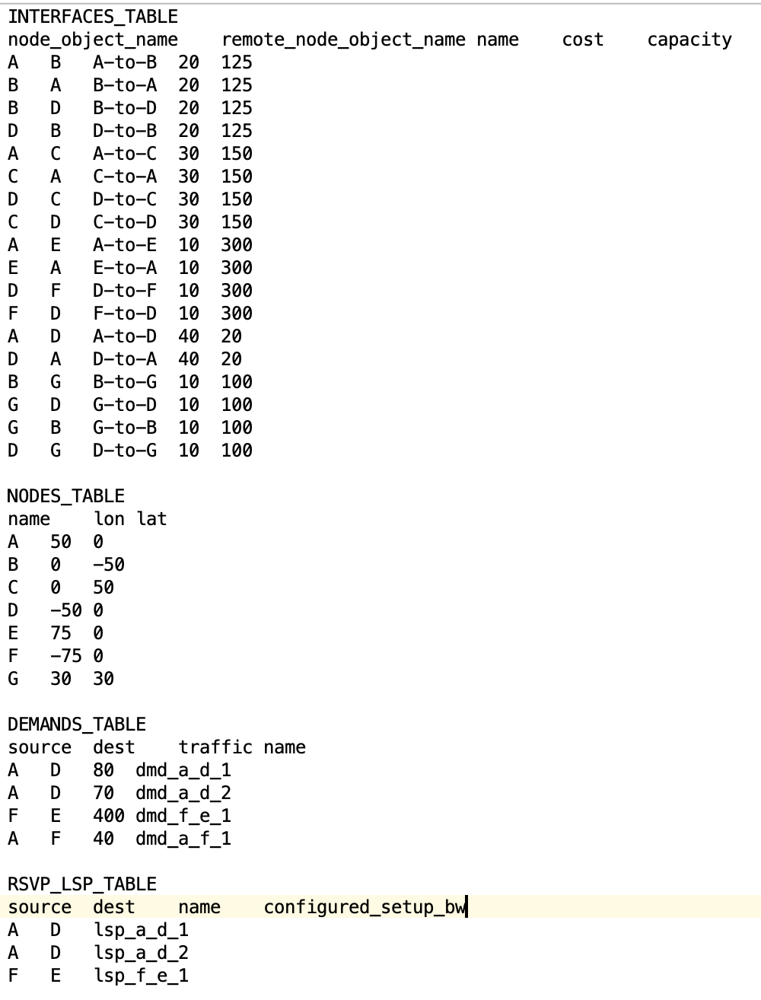 INTERFACES_TABLE
node_object_name remote_node_object_name name cost capacity
A B A-to-B 20 125
B A B-to-A 20 125
B D B-to-D 20 125
D B D-to-B 20 125
A C A-to-C 30 150
C A C-to-A 30 150
D C D-to-C 30 150
C D C-to-D 30 150
A E A-to-E 10 300
E A E-to-A 10 300
D F D-to-F 10 300
F D F-to-D 10 300
A D A-to-D 40 20
D A D-to-A 40 20
B G B-to-G 10 100
G D G-to-D 10 100
G B G-to-B 10 100
D G D-to-G 10 100
NODES_TABLE
name lon lat
A 50 0
B 0 -50
C 0 50
D -50 0
E 75 0
F -75 0
G 30 30
DEMANDS_TABLE
source dest traffic name
A D 80 dmd_a_d_1
A D 70 dmd_a_d_2
F E 400 dmd_f_e_1
A F 40 dmd_a_f_1
RSVP_LSP_TABLE
source dest name configured_setup_bw
A D lsp_a_d_1
A D lsp_a_d_2
F E lsp_f_e_1